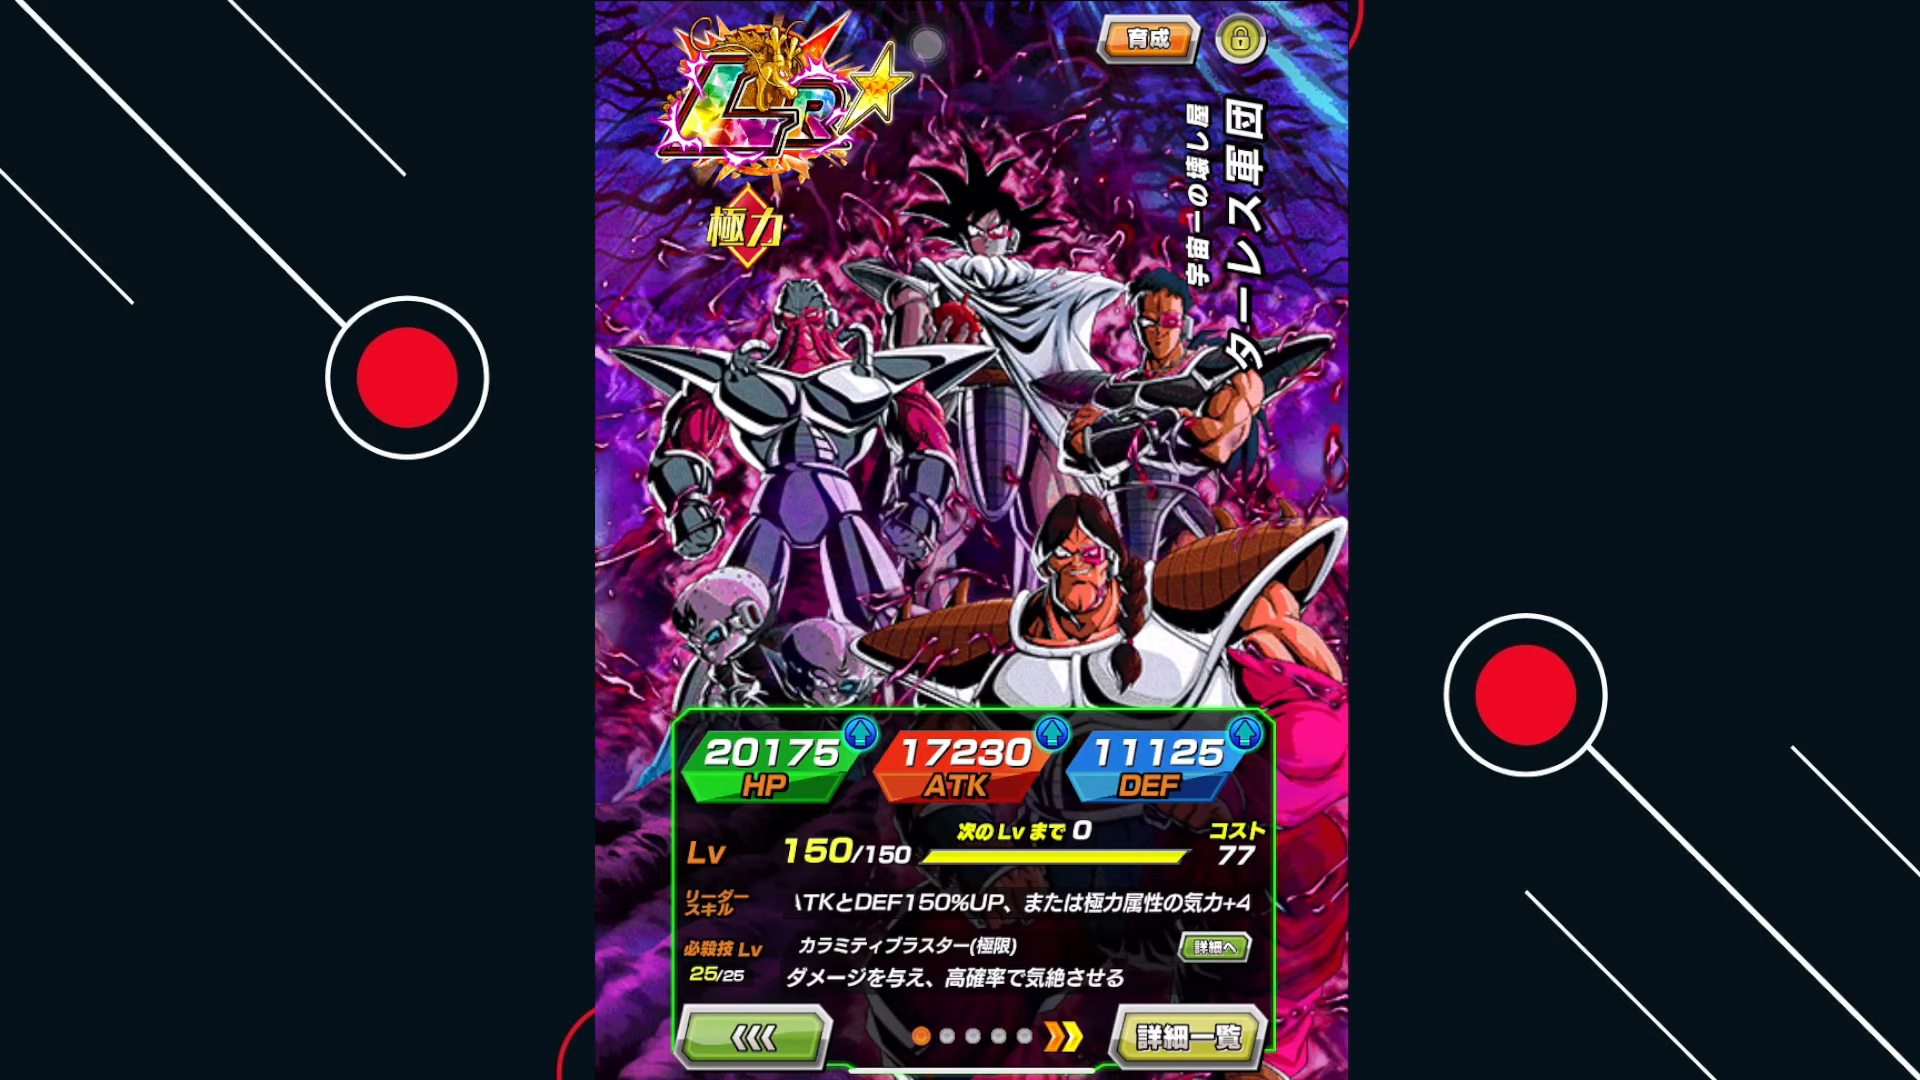 LR
育成
極力
宇宙一の壊し屋
ターレス軍団
20175
HP
17230
ATK
11125
DEF
次のLvまで 0
コスト
Lv 150/150
77
リーダースキル
ATKとDEF150%UP、または極力属性の気力+4
必殺技 Lv
25/25
カラミティブラスター(極限)
詳細へ
ダメージを与え、高確率で気絶させる
詳細一覧